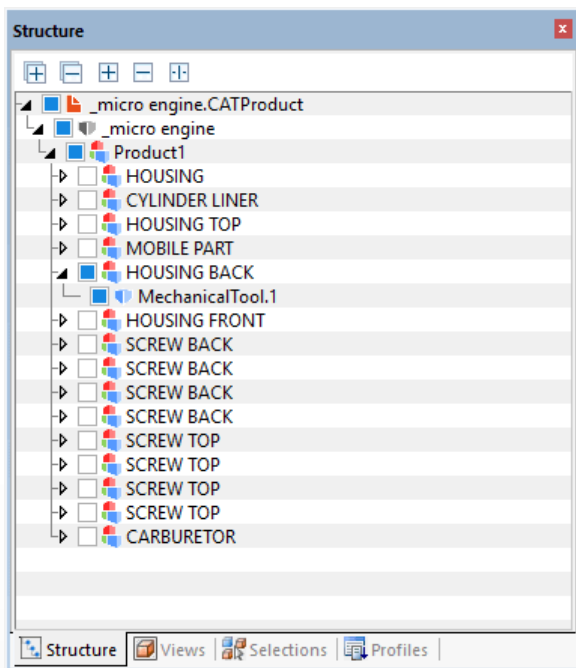 Structure
_micro engine.CATProduct
_micro engine
Product1
HOUSING
CYLINDER LINER
HOUSING TOP
MOBILE PART
HOUSING BACK
MechanicalTool.1
HOUSING FRONT
SCREW BACK
SCREW BACK
SCREW BACK
SCREW BACK
SCREW TOP
SCREW TOP
SCREW TOP
SCREW TOP
CARBURETOR
Structure Views Selections Profiles